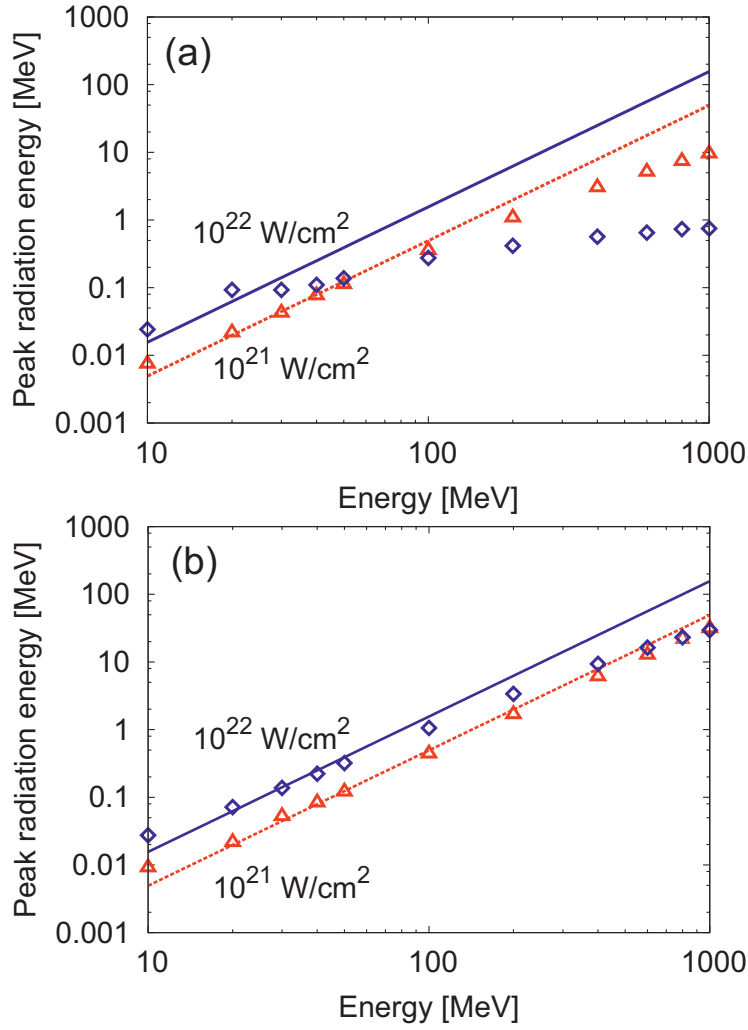 (a)
Peak radiation energy [MeV]
1000
100
10
1
0.1
0.01
0.001
10²² W/cm²
10²¹ W/cm²
10 100 1000
Energy [MeV]
(b)
Peak radiation energy [MeV]
1000
100
10
1
0.1
0.01
0.001
10²² W/cm²
10²¹ W/cm²
10 100 1000
Energy [MeV]